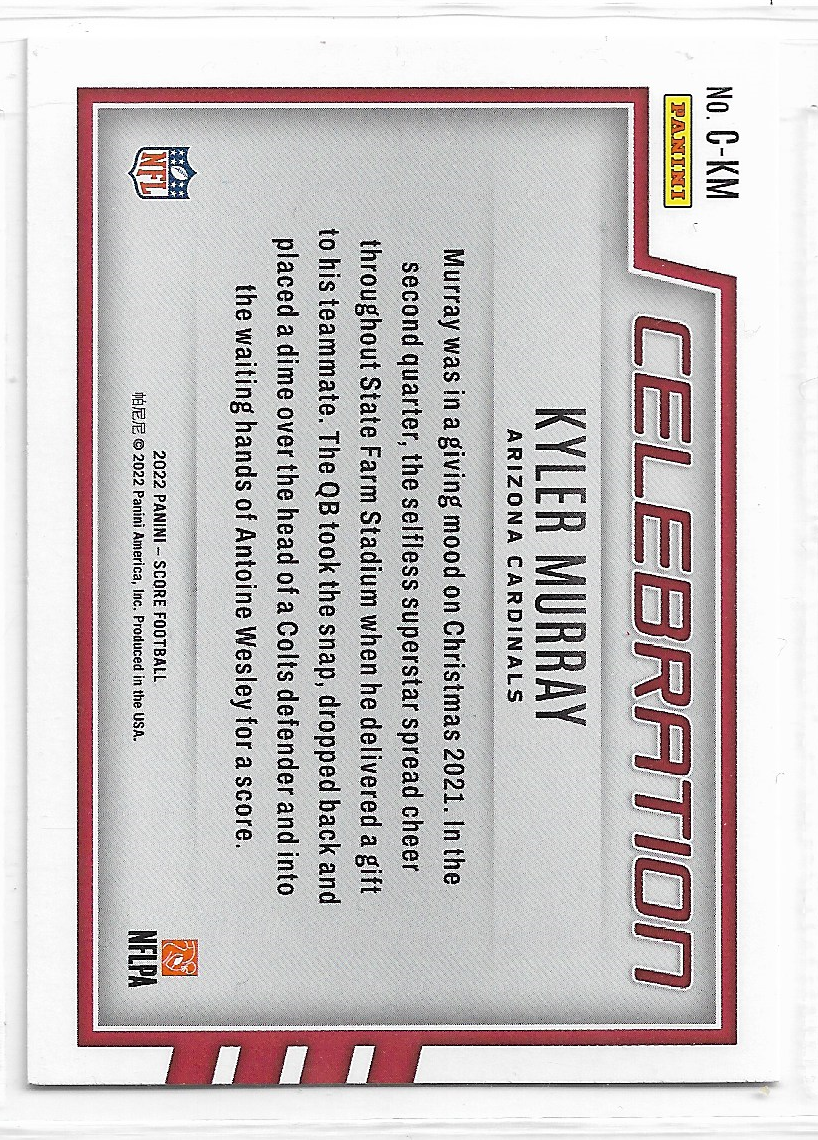 No. C-KM
PANINI
CELEBRATION
KYLER MURRAY
ARIZONA CARDINALS
Murray was in a giving mood on Christmas 2021. In the
second quarter, the selfless superstar spread cheer
throughout State Farm Stadium when he delivered a gift
to his teammate. The QB took the snap, dropped back and
placed a dime over the head of a Colts defender and into
the waiting hands of Antoine Wesley for a score.
NFL
2022 PANINI – SCORE FOOTBALL
帕尼尼 © 2022 Panini America, Inc. Produced in the USA.
NFLPA